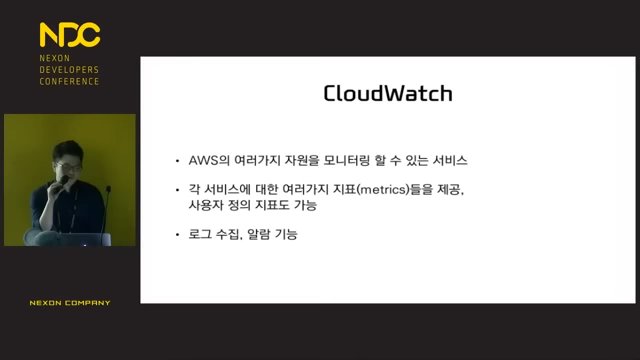 NDC
NEXON
DEVELOPERS
CONFERENCE
CloudWatch
• AWS의 여러가지 자원을 모니터링 할 수 있는 서비스
• 각 서비스에 대한 여러가지 지표(metrics)들을 제공,
사용자 정의 지표도 가능
• 로그 수집, 알람 기능
NEXON COMPANY